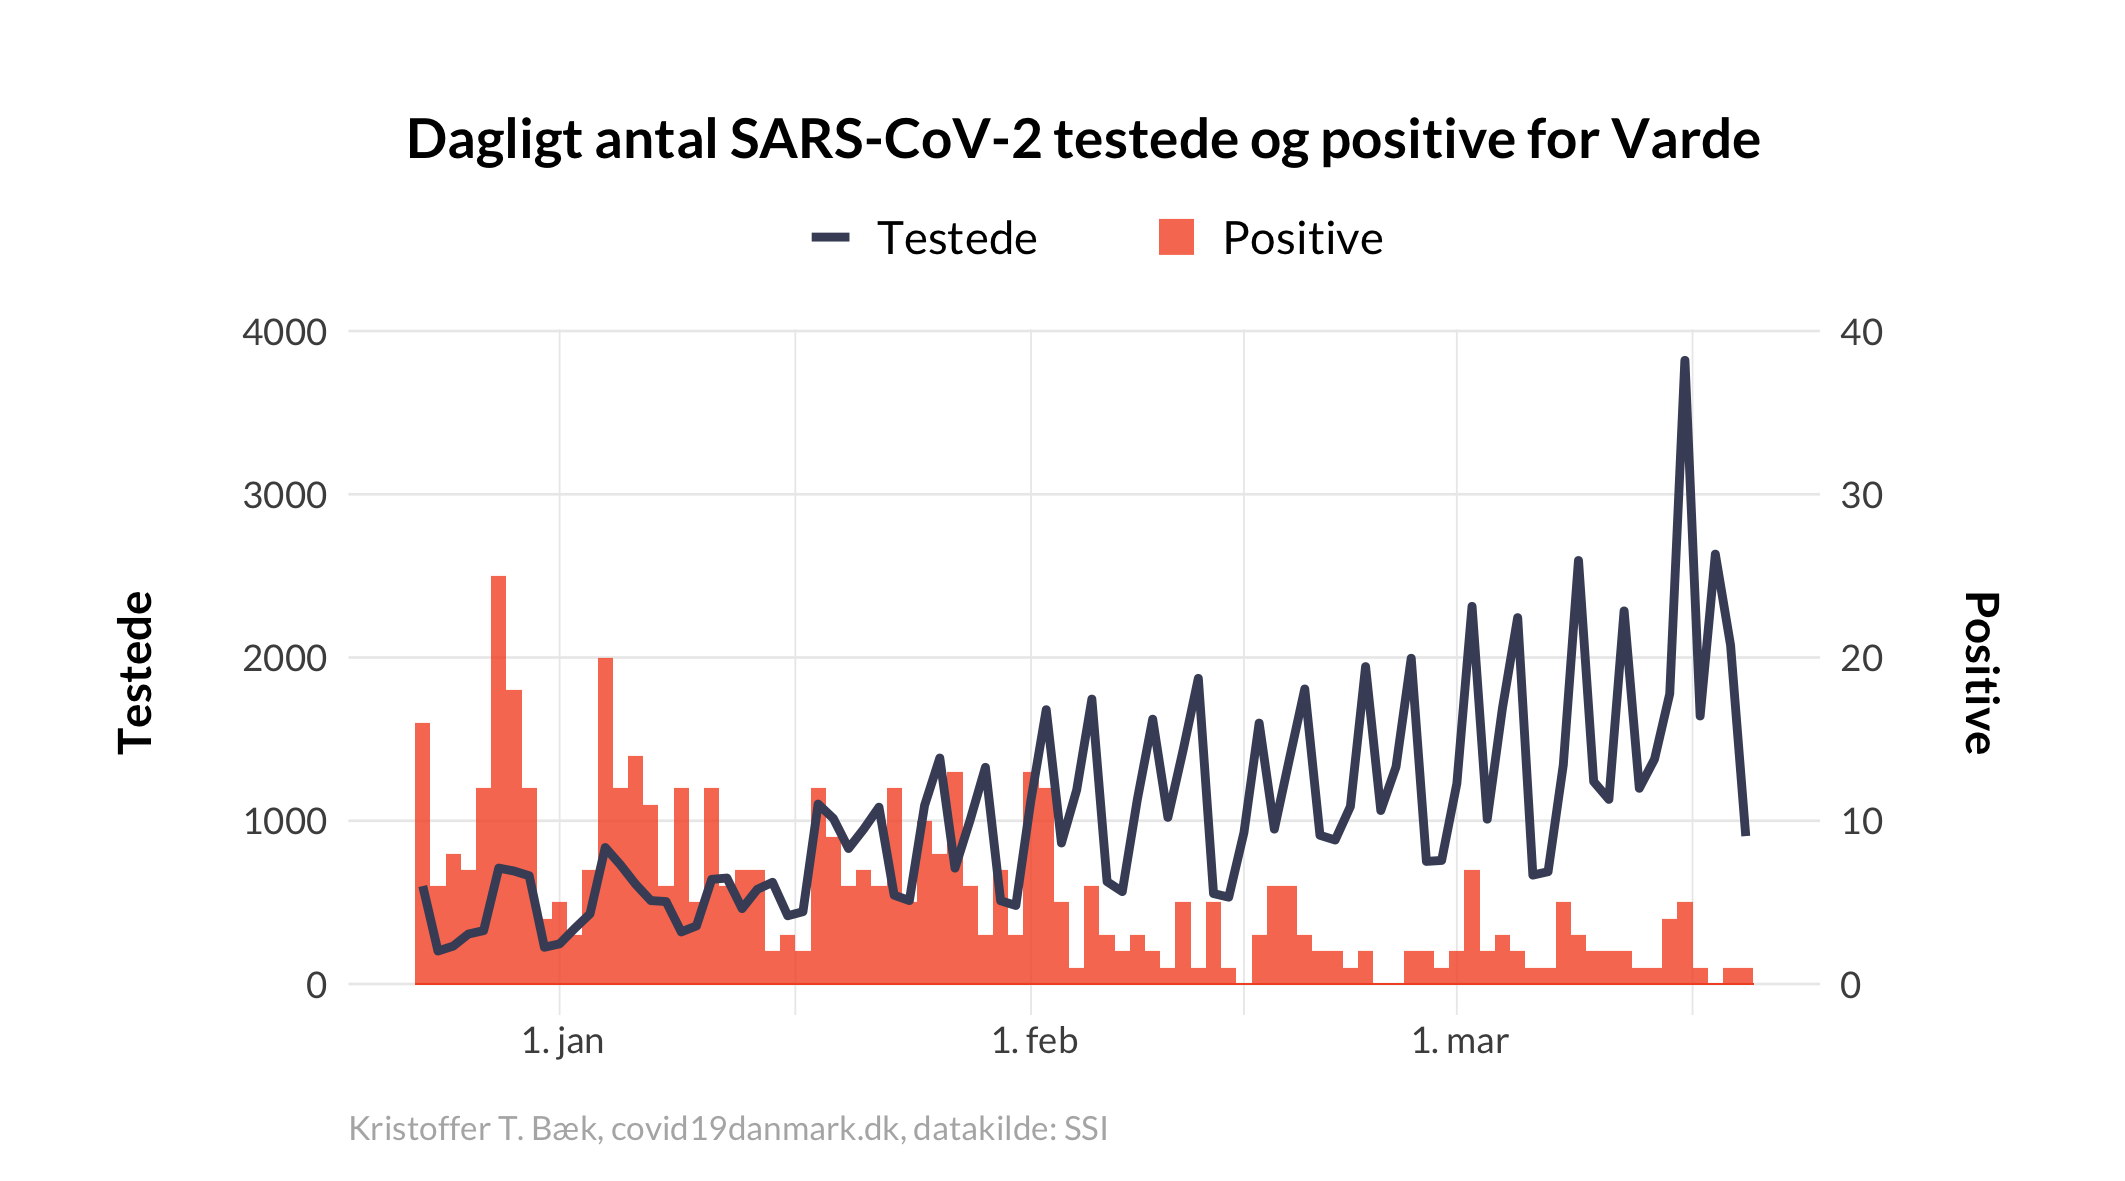 Dagligt antal SARS-CoV-2 testede og positive for Varde
Testede
Positive
4000
3000
2000
1000
0
40
30
20
10
0
Testede
Positive
1. jan
1. feb
1. mar
Kristoffer T. Bæk, covid19danmark.dk, datakilde: SSI